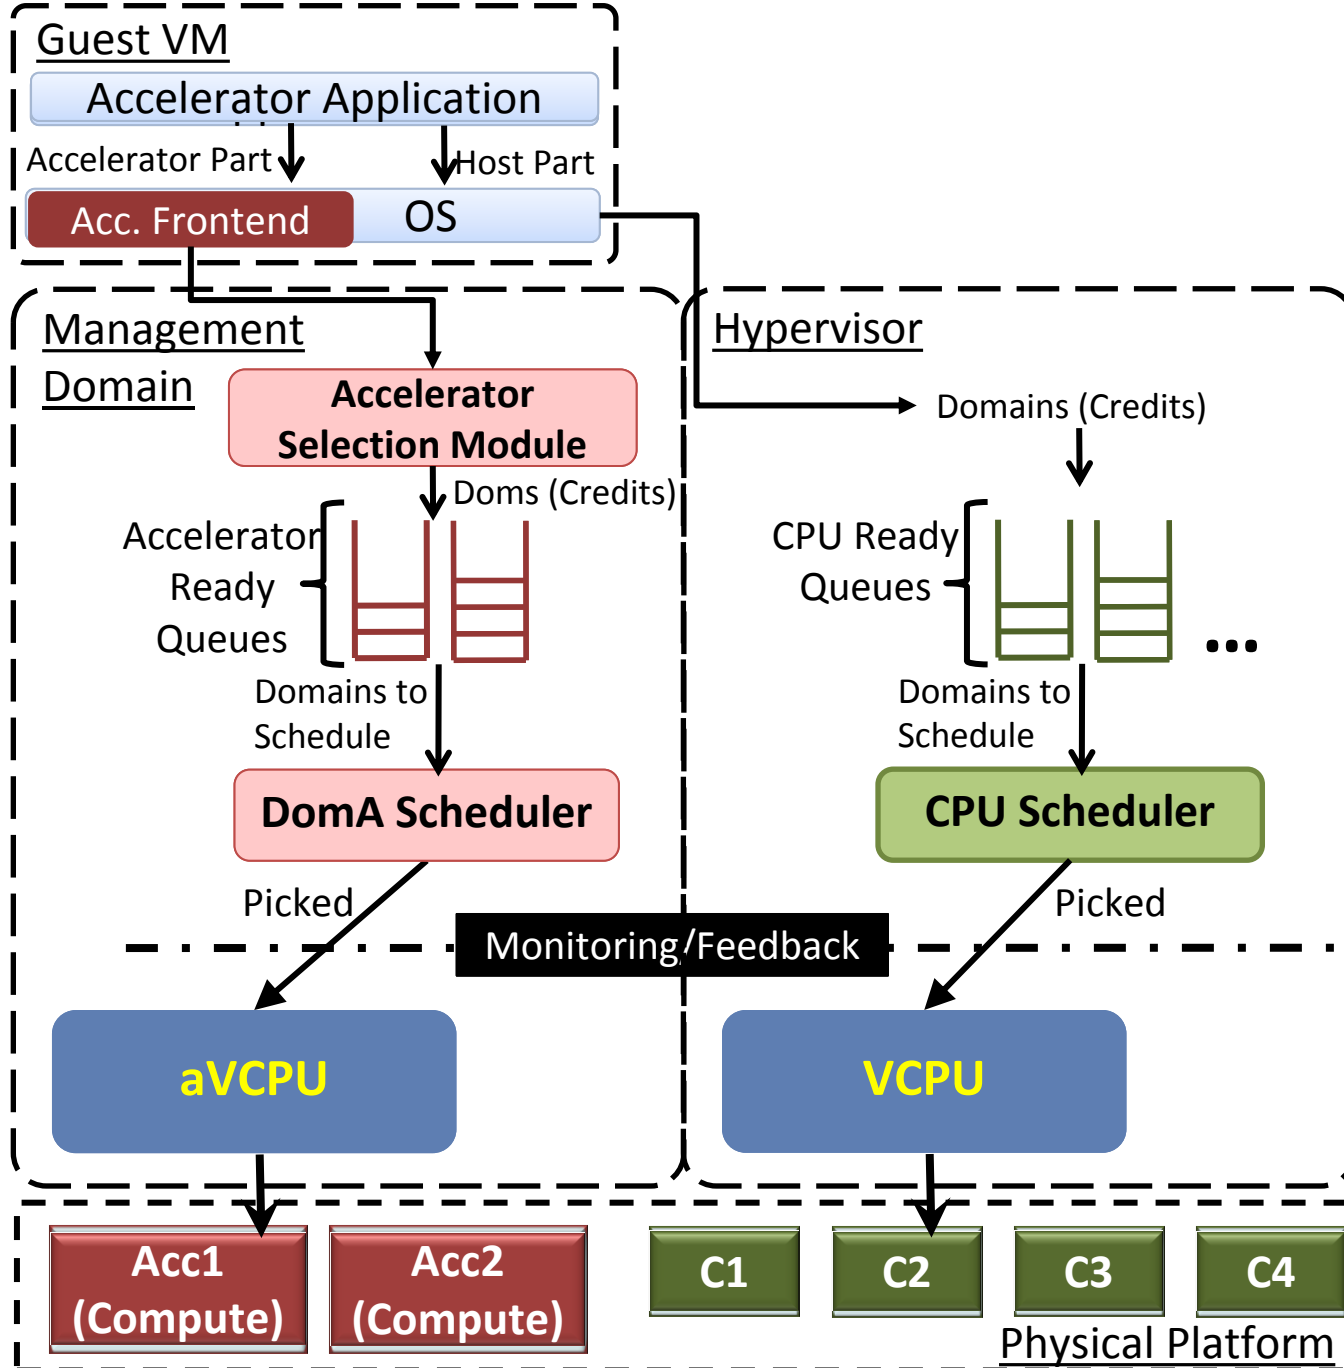 Guest VM
Accelerator Application
Accelerator Part
Host Part
Acc. Frontend
OS
Management
Domain
Hypervisor
Accelerator
Selection Module
Domains (Credits)
Doms (Credits)
Accelerator
Ready
Queues
CPU Ready
Queues
...
Domains to
Schedule
Domains to
Schedule
DomA Scheduler
CPU Scheduler
Picked
Picked
Monitoring/Feedback
aVCPU
VCPU
Acc1
(Compute)
Acc2
(Compute)
C1
C2
C3
C4
Physical Platform